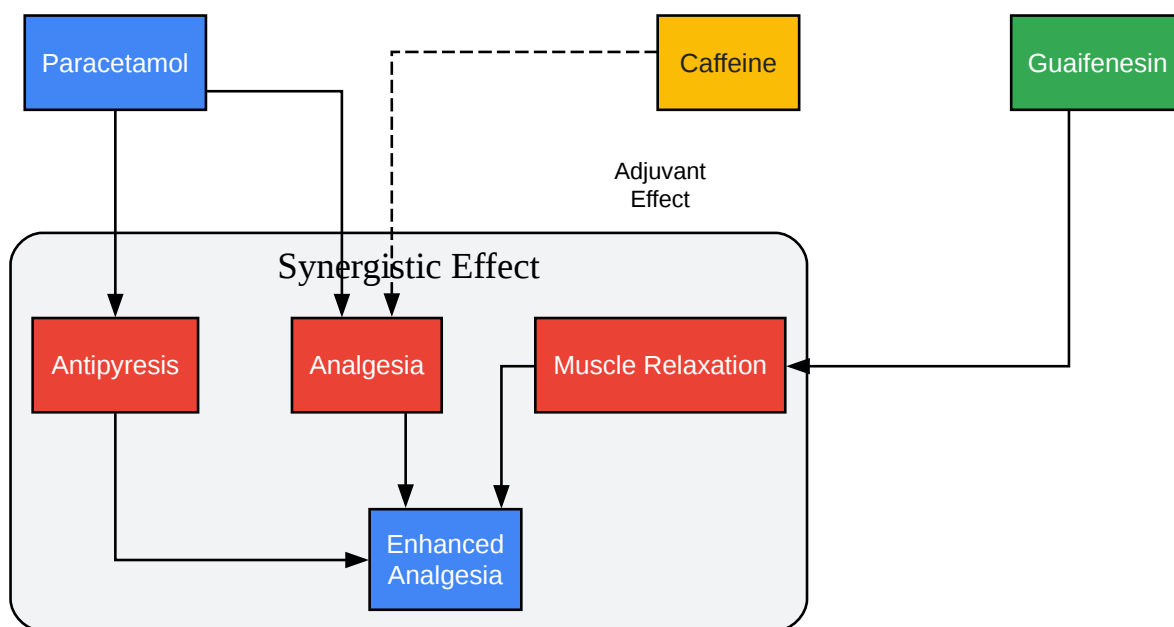 Paracetamol
Caffeine
Guaifenesin
Adjuvant
Effect
Synergistic Effect
Antipyresis
Analgesia
Muscle Relaxation
Enhanced
Analgesia